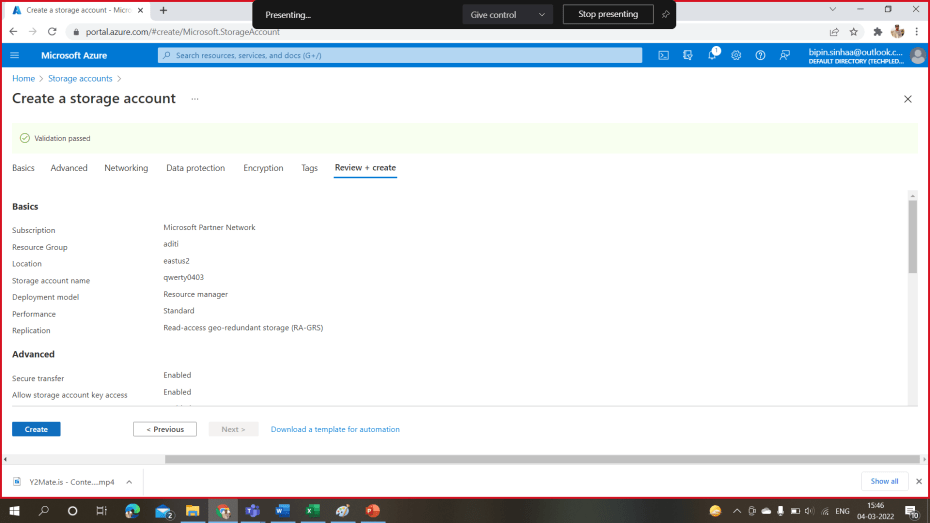 Create a storage account - Micro
Presenting...
Give control
Stop presenting
portal.azure.com/#create/Microsoft.StorageAccount
Microsoft Azure
Search resources, services, and docs (G+/)
1
bipin.sinhaa@outlook.c...
DEFAULT DIRECTORY (TECHPLED...
Home > Storage accounts >
Create a storage account ...
Validation passed
Basics Advanced Networking Data protection Encryption Tags Review + create
Basics
Subscription Microsoft Partner Network
Resource Group aditi
Location eastus2
Storage account name qwerty0403
Deployment model Resource manager
Performance Standard
Replication Read-access geo-redundant storage (RA-GRS)
Advanced
Secure transfer Enabled
Allow storage account key access Enabled
Create < Previous Next > Download a template for automation
Y2Mate.is - Conte....mp4
Show all
2
ENG
15:46
04-03-2022
10